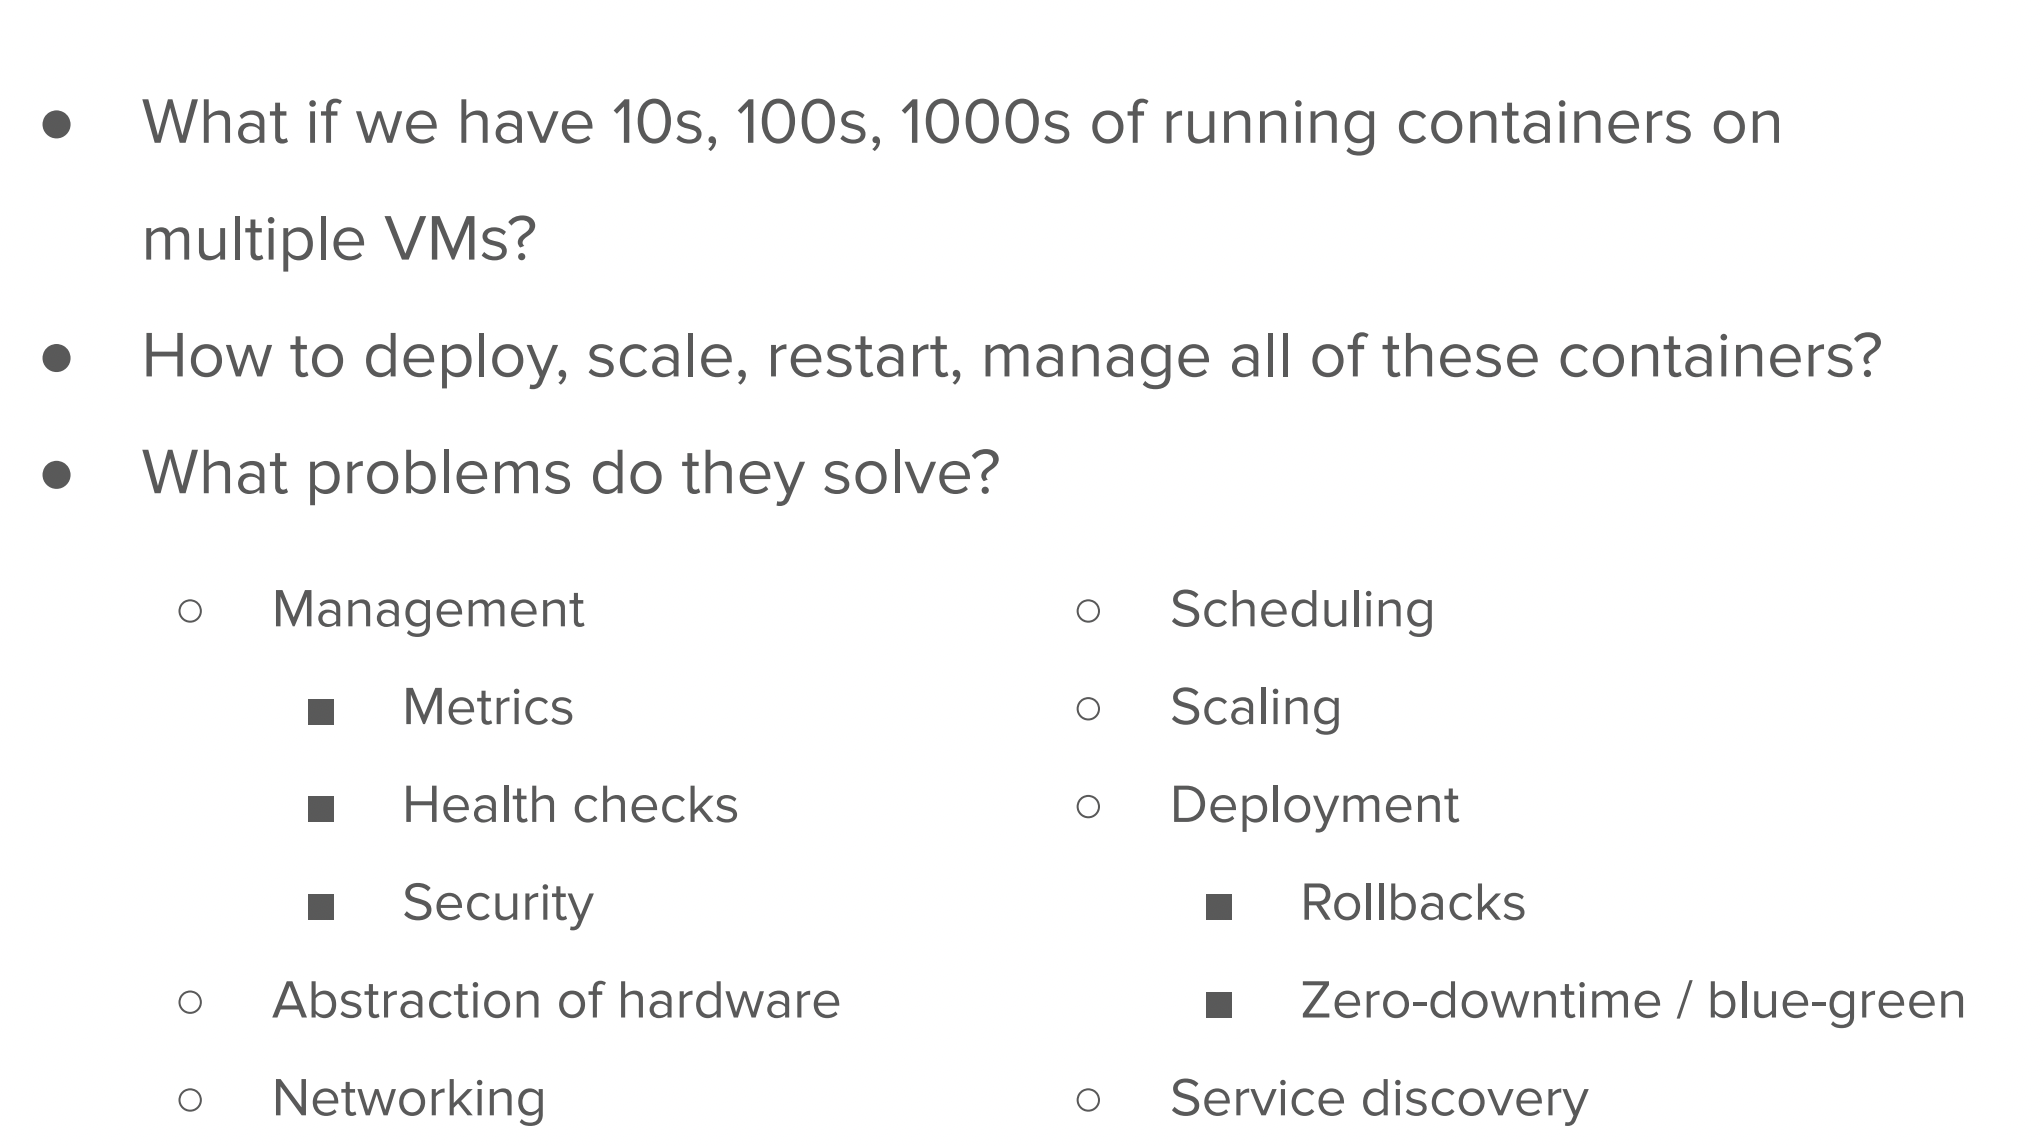 ● What if we have 10s, 100s, 1000s of running containers on
multiple VMs?
● How to deploy, scale, restart, manage all of these containers?
● What problems do they solve?
○ Management
■ Metrics
■ Health checks
■ Security
○ Abstraction of hardware
○ Networking
○ Scheduling
○ Scaling
○ Deployment
■ Rollbacks
■ Zero-downtime / blue-green
○ Service discovery